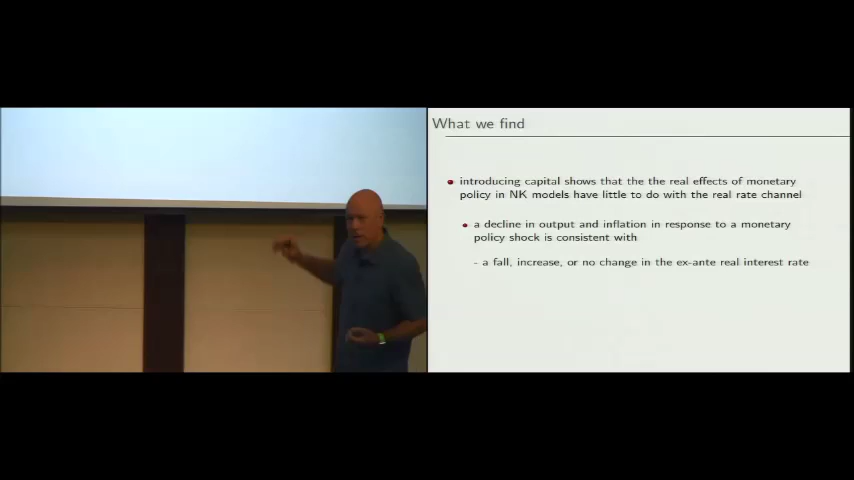 What we find
introducing capital shows that the the real effects of monetary
policy in NK models have little to do with the real rate channel
a decline in output and inflation in response to a monetary
policy shock is consistent with
- a fall, increase, or no change in the ex-ante real interest rate